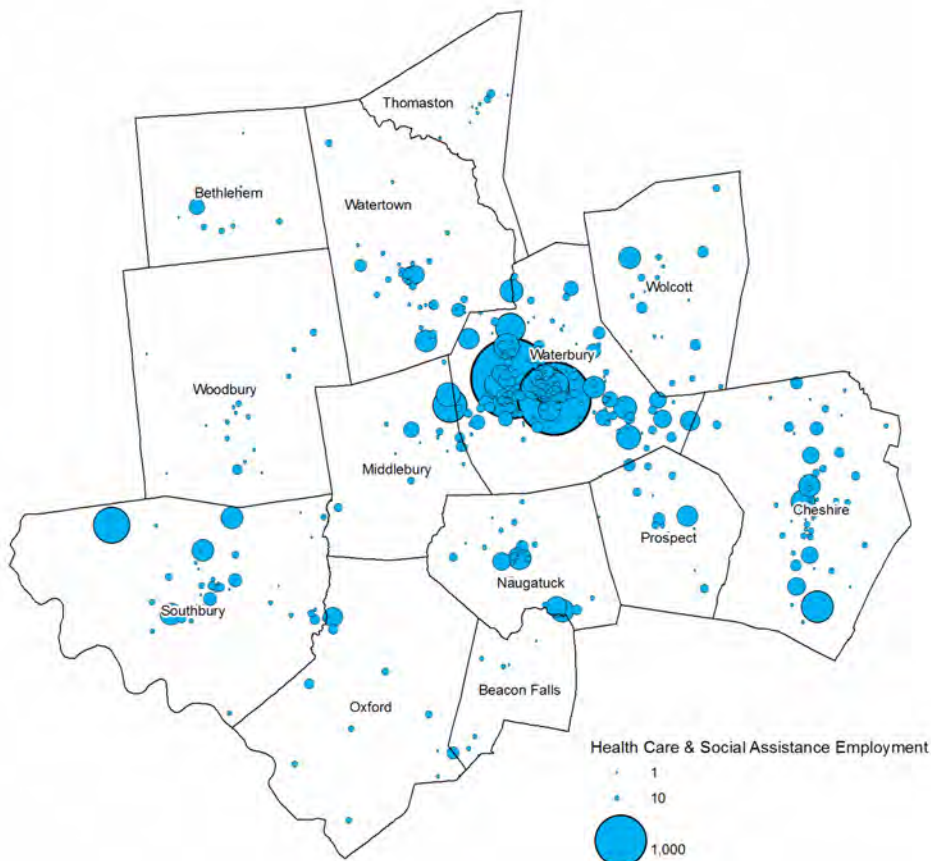 Thomaston
Bethlehem
Watertown
Wolcott
Waterbury
Woodbury
Middlebury
Cheshire
Prospect
Naugatuck
Southbury
Beacon Falls
Oxford
Health Care & Social Assistance Employment
1
10
1,000